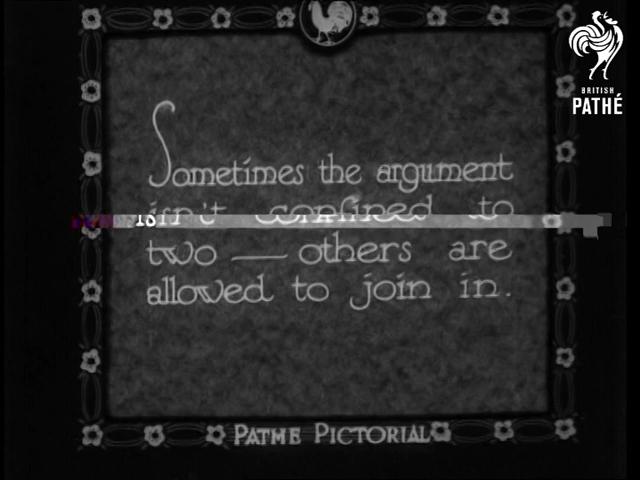 BRITISH
PATHÉ
Sometimes the argument
isn't confined to
two — others are
allowed to join in.
PATHE PICTORIAL